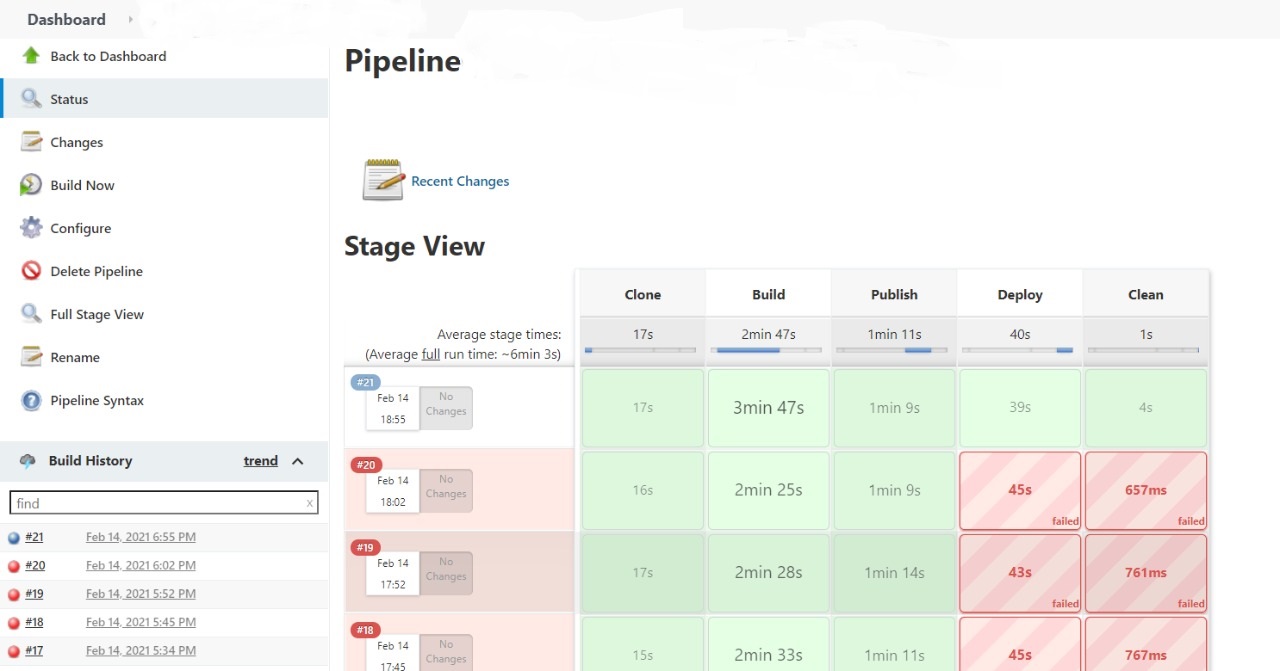 Dashboard
Back to Dashboard
Status
Changes
Build Now
Configure
Delete Pipeline
Full Stage View
Rename
Pipeline Syntax
Build History trend
find x
#21 Feb 14, 2021 6:55 PM
#20 Feb 14, 2021 6:02 PM
#19 Feb 14, 2021 5:52 PM
#18 Feb 14, 2021 5:45 PM
#17 Feb 14, 2021 5:34 PM
Pipeline
Recent Changes
Stage View
Clone Build Publish Deploy Clean
Average stage times: 17s 2min 47s 1min 11s 40s 1s
(Average full run time: ~6min 3s)
#21
Feb 14 No
18:55 Changes
17s 3min 47s 1min 9s 39s 4s
#20
Feb 14 No
18:02 Changes
16s 2min 25s 1min 9s 45s 657ms
failed failed
#19
Feb 14 No
17:52 Changes
17s 2min 28s 1min 14s 43s 761ms
failed failed
#18
Feb 14 No
17:45 Changes
15s 2min 33s 1min 11s 45s 767ms